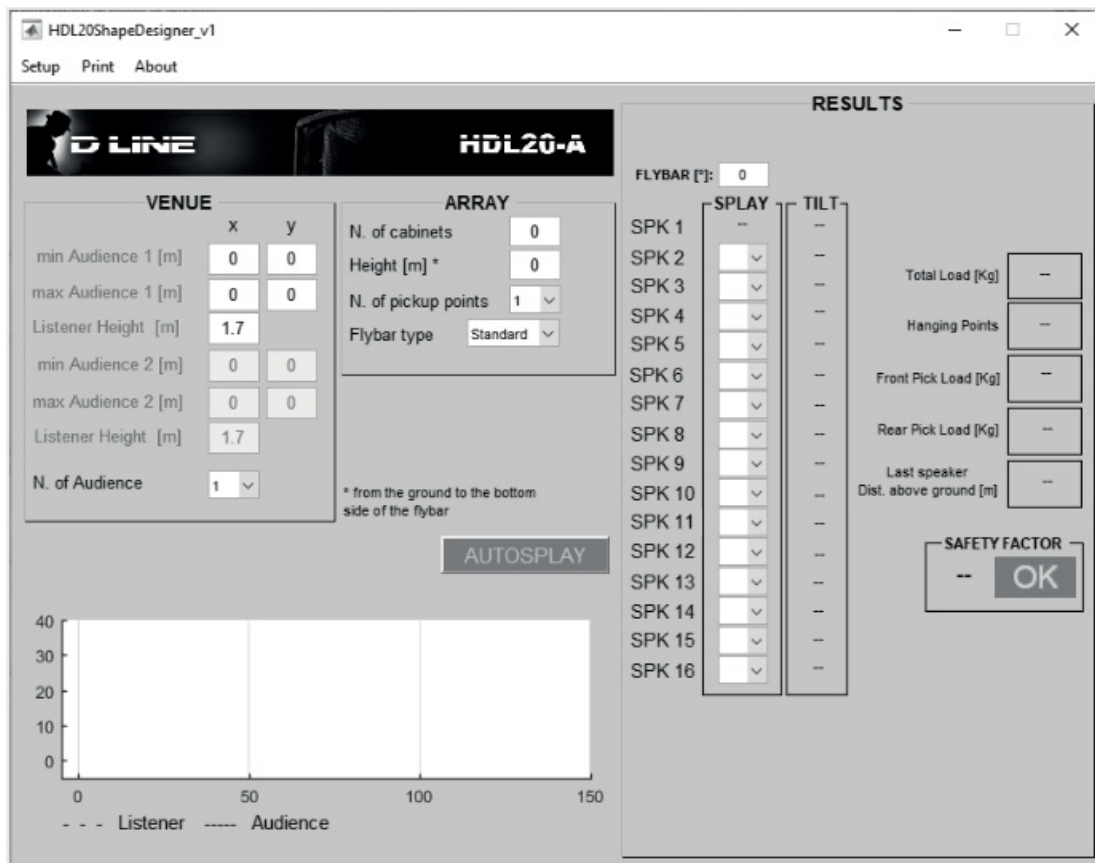 HDL20ShapeDesigner_v1
Setup Print About
D LINE HDL20-A
VENUE
x y
min Audience 1 [m] 0 0
max Audience 1 [m] 0 0
Listener Height [m] 1.7
min Audience 2 [m] 0 0
max Audience 2 [m] 0 0
Listener Height [m] 1.7
N. of Audience 1
ARRAY
N. of cabinets 0
Height [m] * 0
N. of pickup points 1
Flybar type Standard
* from the ground to the bottom
side of the flybar
AUTOSPLAY
40
30
20
10
0
0 50 100 150
- - - Listener ----- Audience
RESULTS
FLYBAR [°]: 0
SPLAY TILT
SPK 1 -- --
SPK 2 --
SPK 3 --
SPK 4 --
SPK 5 --
SPK 6 --
SPK 7 --
SPK 8 --
SPK 9 --
SPK 10 --
SPK 11 --
SPK 12 --
SPK 13 --
SPK 14 --
SPK 15 --
SPK 16 --
Total Load [Kg] --
Hanging Points --
Front Pick Load [Kg] --
Rear Pick Load [Kg] --
Last speaker
Dist. above ground [m] --
SAFETY FACTOR
-- OK